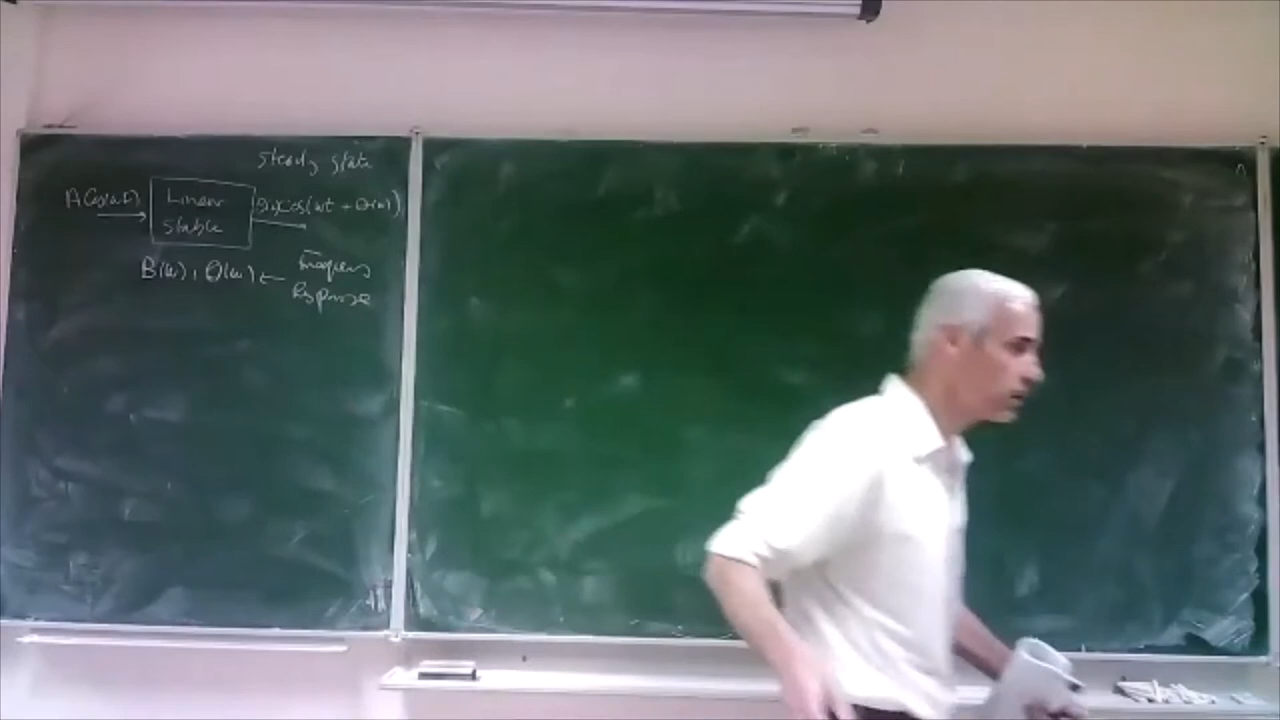 Steady state
A Cos(ωt) Linear B(ω)cos(ωt + θ(ω))
stable
B(ω), θ(ω) ← Frequency
Response